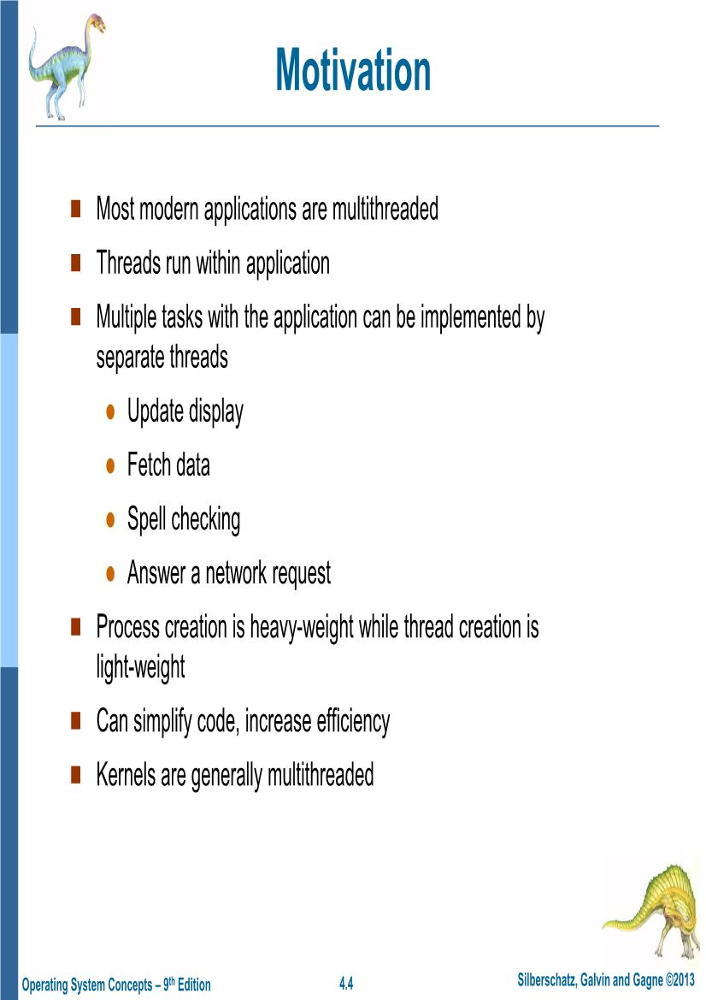 Motivation
Most modern applications are multithreaded
Threads run within application
Multiple tasks with the application can be implemented by
separate threads
Update display
Fetch data
Spell checking
Answer a network request
Process creation is heavy-weight while thread creation is
light-weight
Can simplify code, increase efficiency
Kernels are generally multithreaded
Operating System Concepts – 9th Edition
4.4
Silberschatz, Galvin and Gagne ©2013